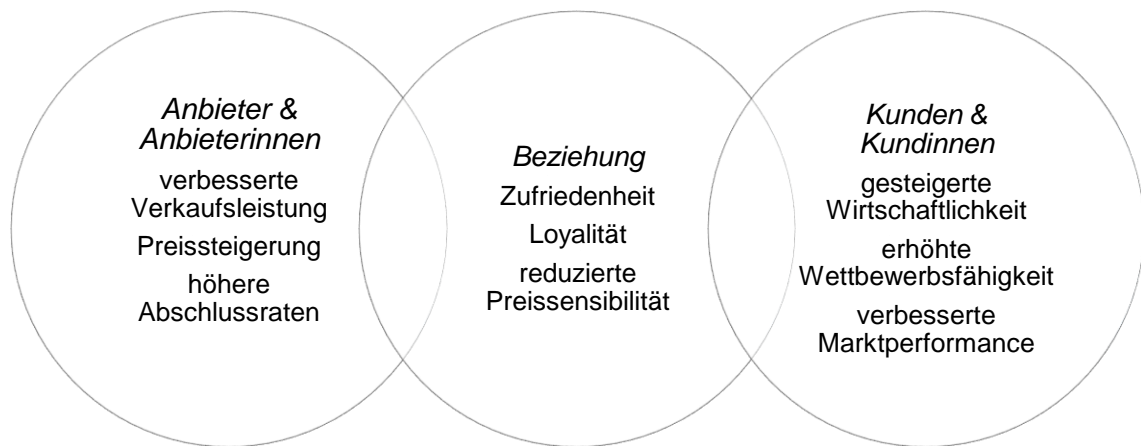 Anbieter &
Anbieterinnen
verbesserte
Verkaufsleistung
Preissteigerung
höhere
Abschlussraten
Beziehung
Zufriedenheit
Loyalität
reduzierte
Preissensibilität
Kunden &
Kundinnen
gesteigerte
Wirtschaftlichkeit
erhöhte
Wettbewerbsfähigkeit
verbesserte
Marktperformance